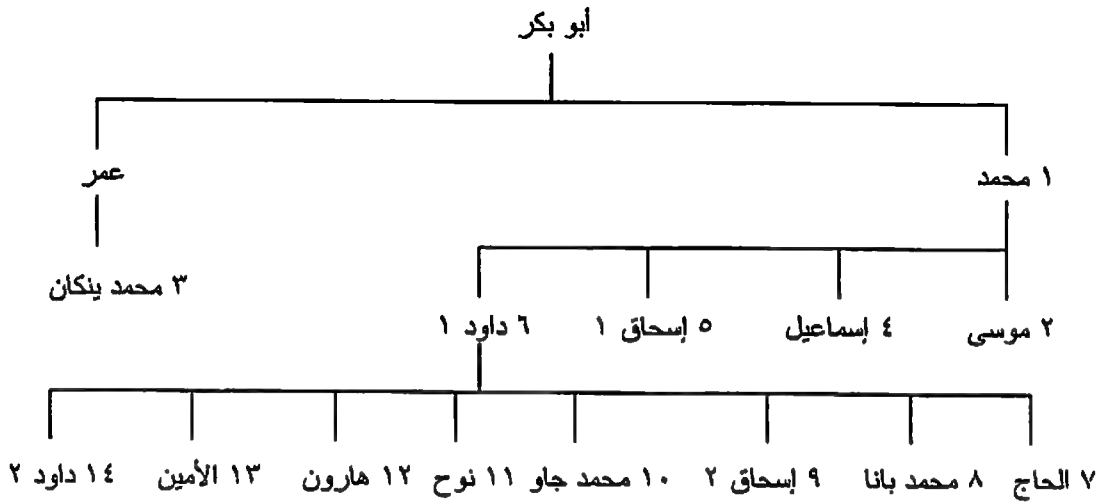 أبو بكر
١ محمد
عمر
٣ محمد ينكان
٢ موسى
٤ إسماعيل
٥ إسحاق ١
٦ داود ١
٧ الحاج
٨ محمد بانا
٩ إسحاق ٢
١٠ محمد جاو
١١ نوح
١٢ هارون
١٣ الأمين
١٤ داود ٢